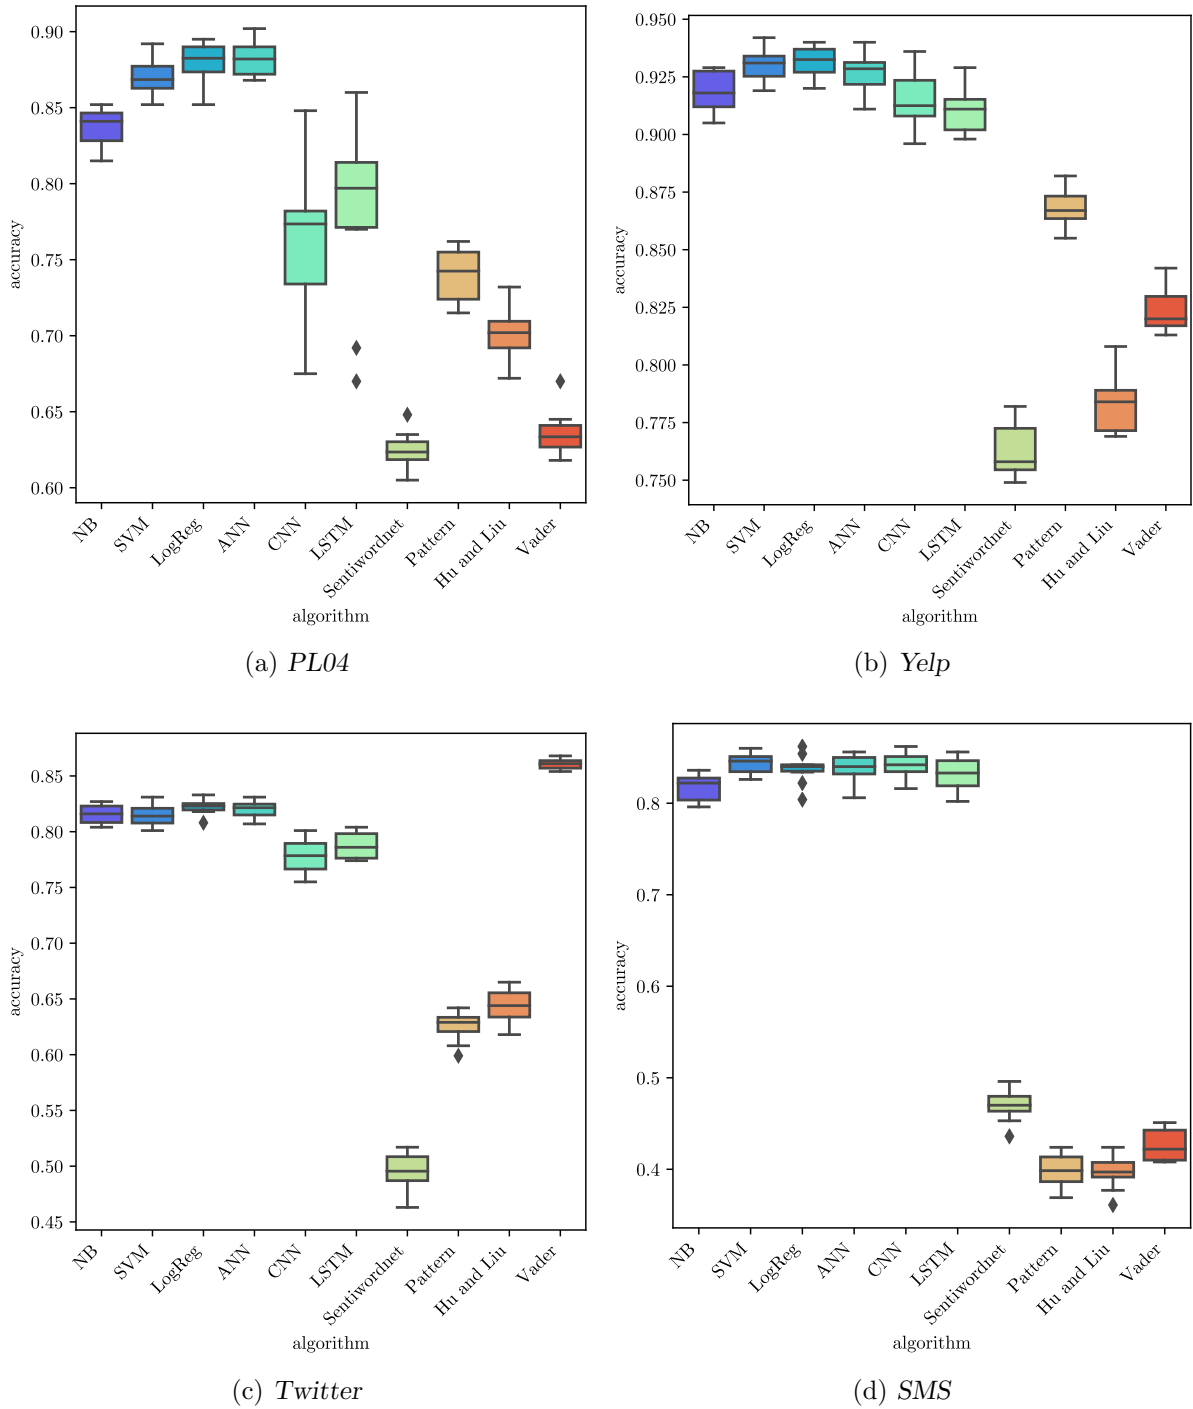 0.90
0.85
0.80
0.75
0.70
0.65
0.60
accuracy
NB
SVM
LogReg
ANN
CNN
LSTM
Sentiwordnet
Pattern
Hu and Liu
Vader
algorithm
(a) PL04
0.950
0.925
0.900
0.875
0.850
0.825
0.800
0.775
0.750
accuracy
NB
SVM
LogReg
ANN
CNN
LSTM
Sentiwordnet
Pattern
Hu and Liu
Vader
algorithm
(b) Yelp
0.85
0.80
0.75
0.70
0.65
0.60
0.55
0.50
0.45
accuracy
NB
SVM
LogReg
ANN
CNN
LSTM
Sentiwordnet
Pattern
Hu and Liu
Vader
algorithm
(c) Twitter
0.8
0.7
0.6
0.5
0.4
accuracy
NB
SVM
LogReg
ANN
CNN
LSTM
Sentiwordnet
Pattern
Hu and Liu
Vader
algorithm
(d) SMS